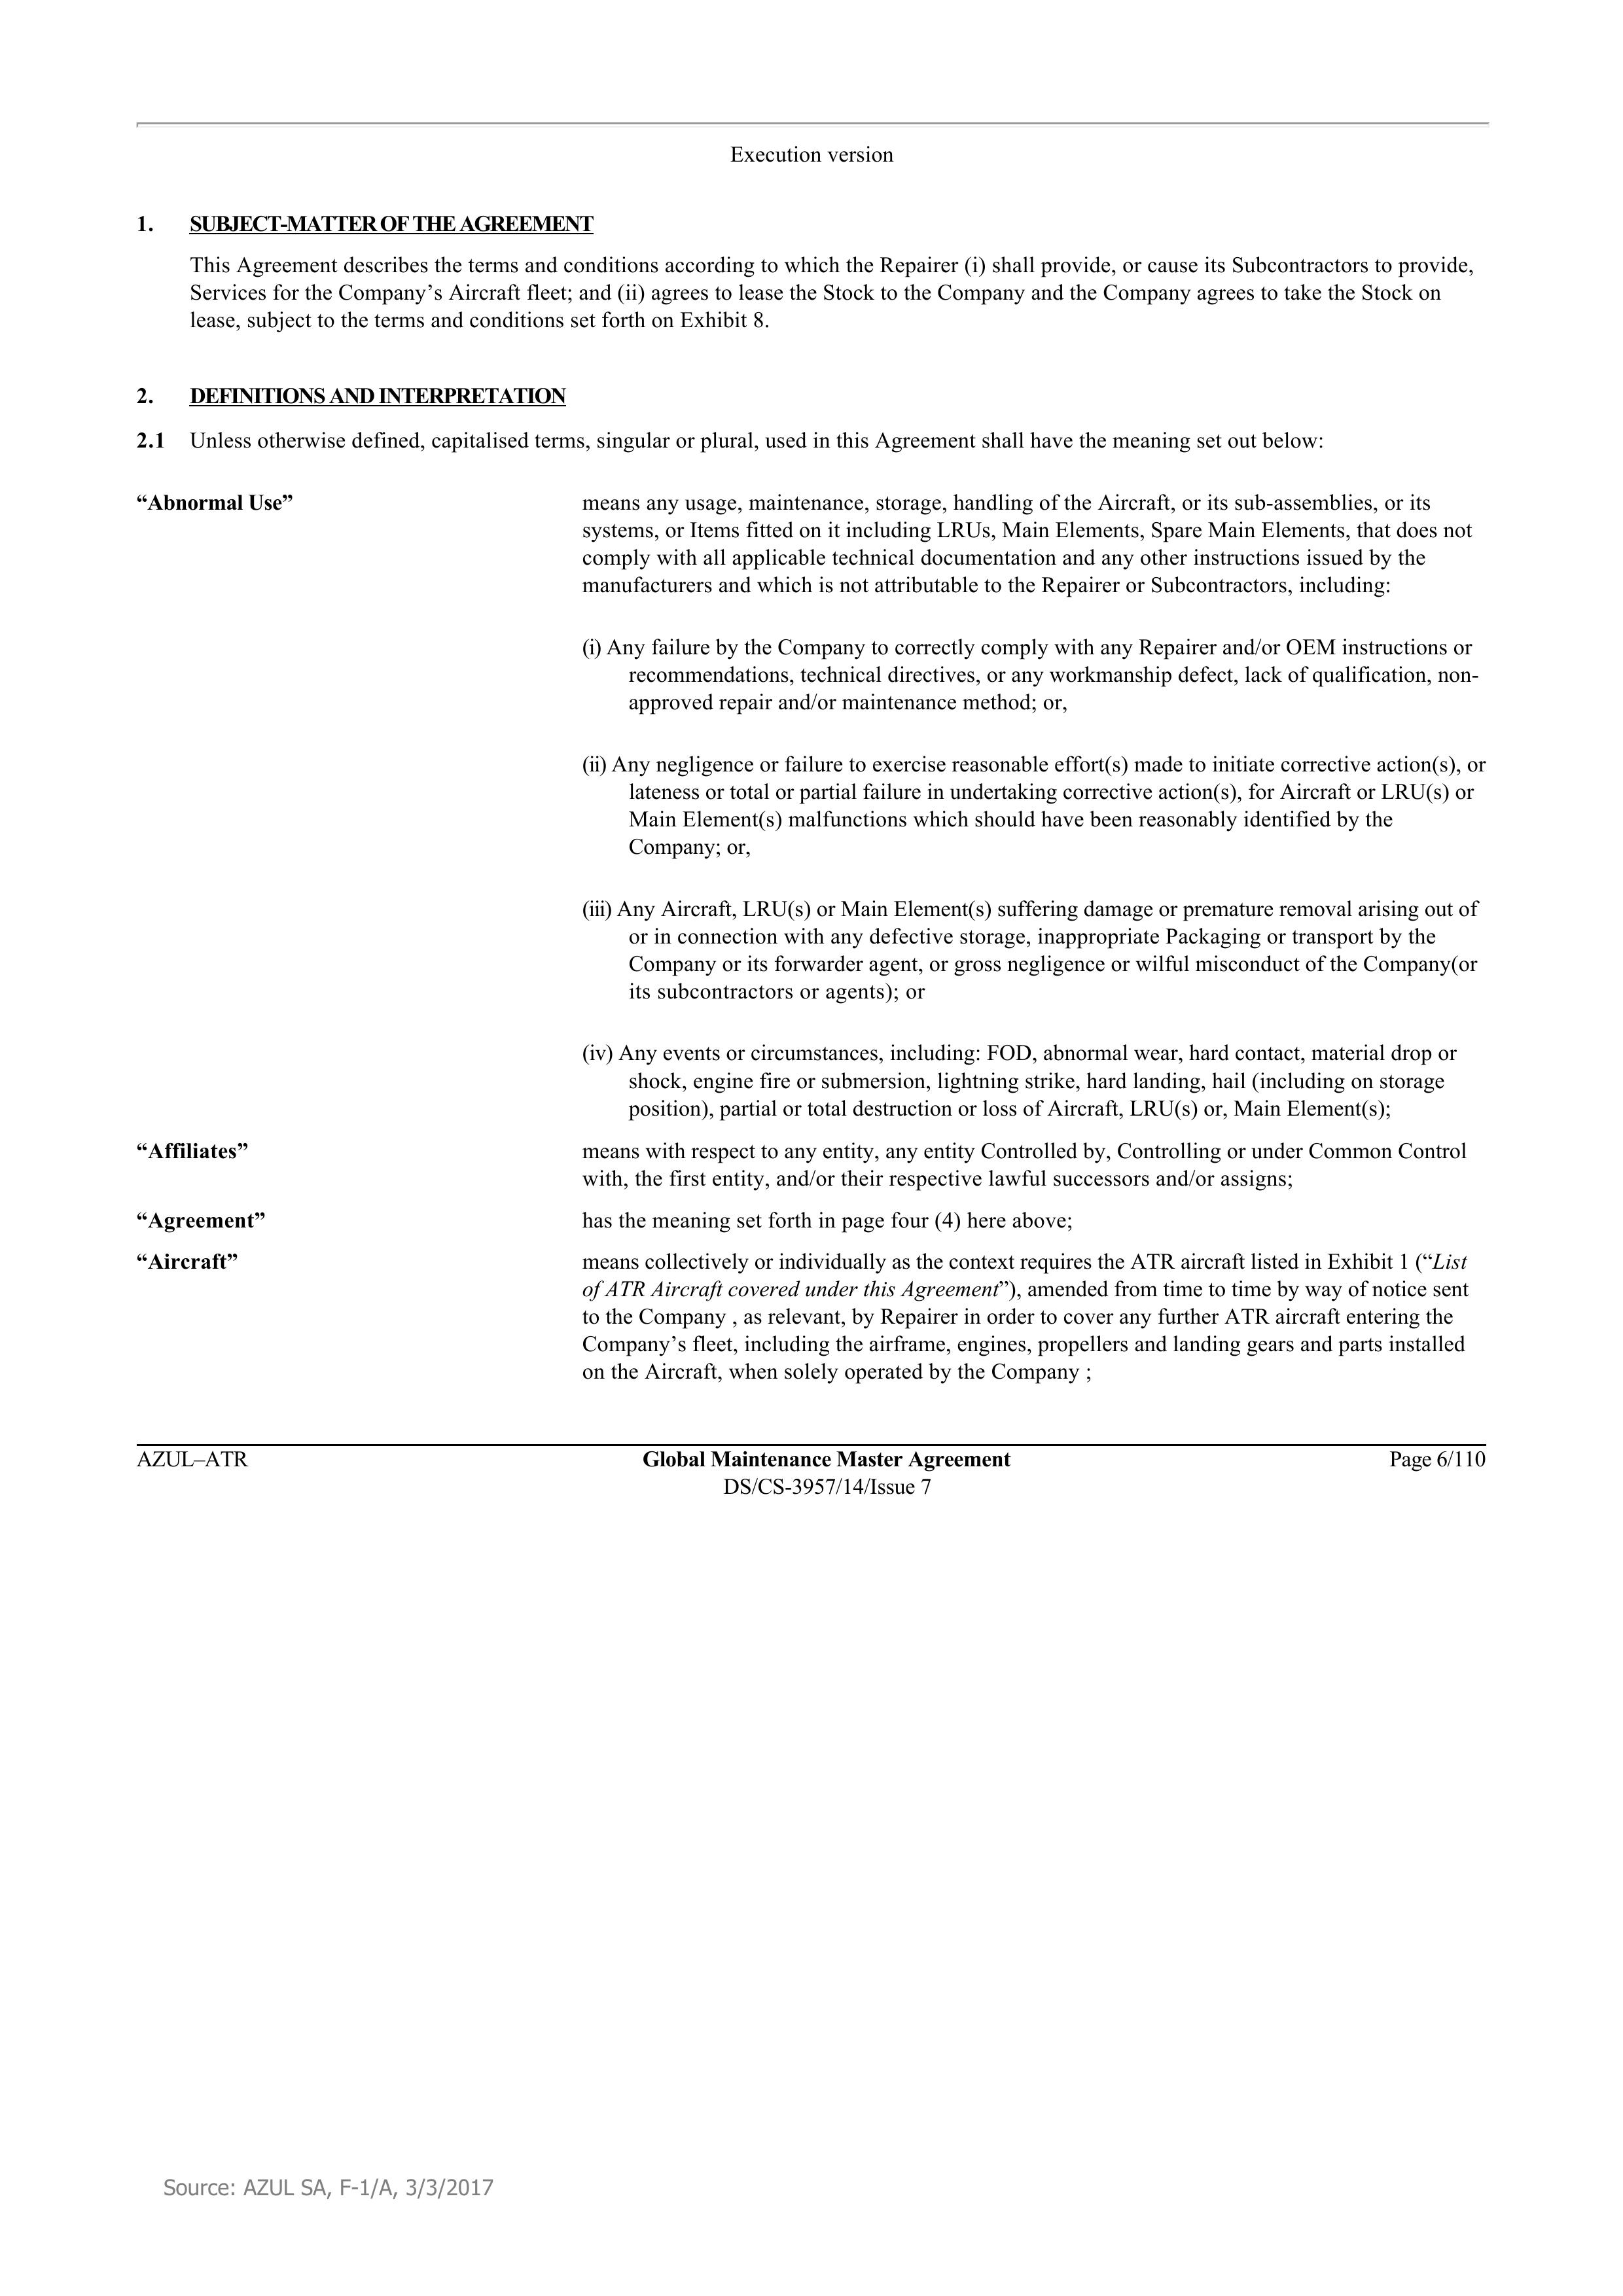 Execution version
1. SUBJECT-MATTER OF THE AGREEMENT
This Agreement describes the terms and conditions according to which the Repairer (i) shall provide, or cause its Subcontractors to provide,
Services for the Company’s Aircraft fleet; and (ii) agrees to lease the Stock to the Company and the Company agrees to take the Stock on
lease, subject to the terms and conditions set forth on Exhibit 8.
2. DEFINITIONS AND INTERPRETATION
2.1 Unless otherwise defined, capitalised terms, singular or plural, used in this Agreement shall have the meaning set out below:
“Abnormal Use” means any usage, maintenance, storage, handling of the Aircraft, or its sub-assemblies, or its
systems, or Items fitted on it including LRUs, Main Elements, Spare Main Elements, that does not
comply with all applicable technical documentation and any other instructions issued by the
manufacturers and which is not attributable to the Repairer or Subcontractors, including:
(i) Any failure by the Company to correctly comply with any Repairer and/or OEM instructions or
recommendations, technical directives, or any workmanship defect, lack of qualification, non-
approved repair and/or maintenance method; or,
(ii) Any negligence or failure to exercise reasonable effort(s) made to initiate corrective action(s), or
lateness or total or partial failure in undertaking corrective action(s), for Aircraft or LRU(s) or
Main Element(s) malfunctions which should have been reasonably identified by the
Company; or,
(iii) Any Aircraft, LRU(s) or Main Element(s) suffering damage or premature removal arising out of
or in connection with any defective storage, inappropriate Packaging or transport by the
Company or its forwarder agent, or gross negligence or wilful misconduct of the Company(or
its subcontractors or agents); or
(iv) Any events or circumstances, including: FOD, abnormal wear, hard contact, material drop or
shock, engine fire or submersion, lightning strike, hard landing, hail (including on storage
position), partial or total destruction or loss of Aircraft, LRU(s) or, Main Element(s);
“Affiliates” means with respect to any entity, any entity Controlled by, Controlling or under Common Control
with, the first entity, and/or their respective lawful successors and/or assigns;
“Agreement” has the meaning set forth in page four (4) here above;
“Aircraft” means collectively or individually as the context requires the ATR aircraft listed in Exhibit 1 (“List
of ATR Aircraft covered under this Agreement”), amended from time to time by way of notice sent
to the Company , as relevant, by Repairer in order to cover any further ATR aircraft entering the
Company’s fleet, including the airframe, engines, propellers and landing gears and parts installed
on the Aircraft, when solely operated by the Company ;
AZUL–ATR Global Maintenance Master Agreement Page 6/110
DS/CS-3957/14/Issue 7
Source: AZUL SA, F-1/A, 3/3/2017